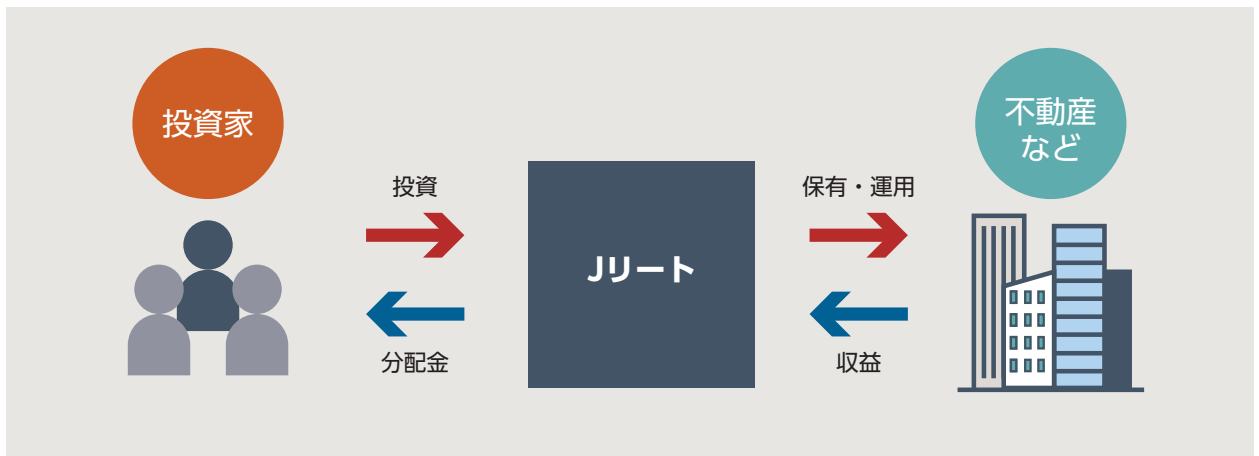 投資家
不動産
など
投資
保有・運用
Jリート
分配金
収益